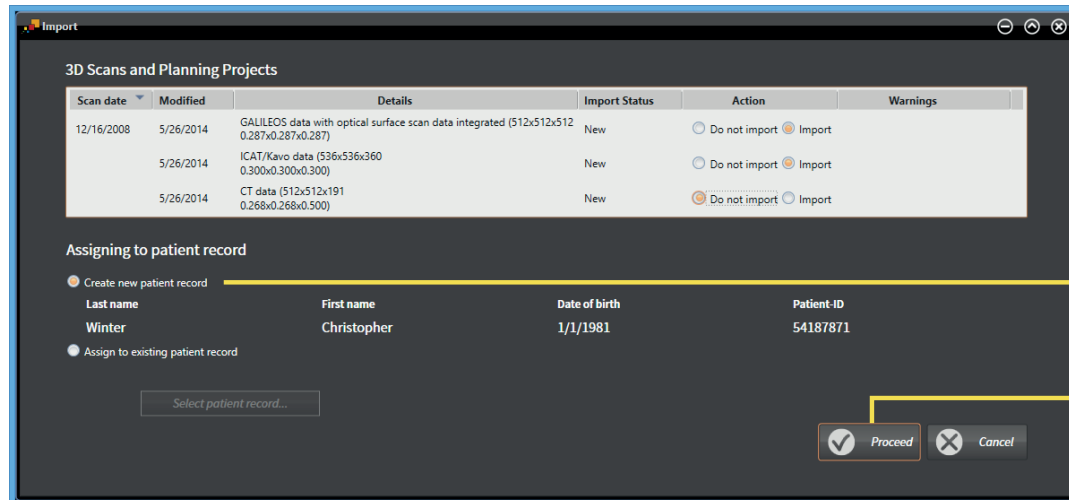 Import
3D Scans and Planning Projects
Scan date Modified Details Import Status Action Warnings
12/16/2008 5/26/2014 GALILEOS data with optical surface scan data integrated (512x512x512 New Do not import Import
0.287x0.287x0.287)
5/26/2014 ICAT/Kavo data (536x536x360 New Do not import Import
0.300x0.300x0.300)
5/26/2014 CT data (512x512x191 New Do not import Import
0.268x0.268x0.500)
Assigning to patient record
Create new patient record
Last name First name Date of birth Patient-ID
Winter Christopher 1/1/1981 54187871
Assign to existing patient record
Select patient record...
Proceed Cancel